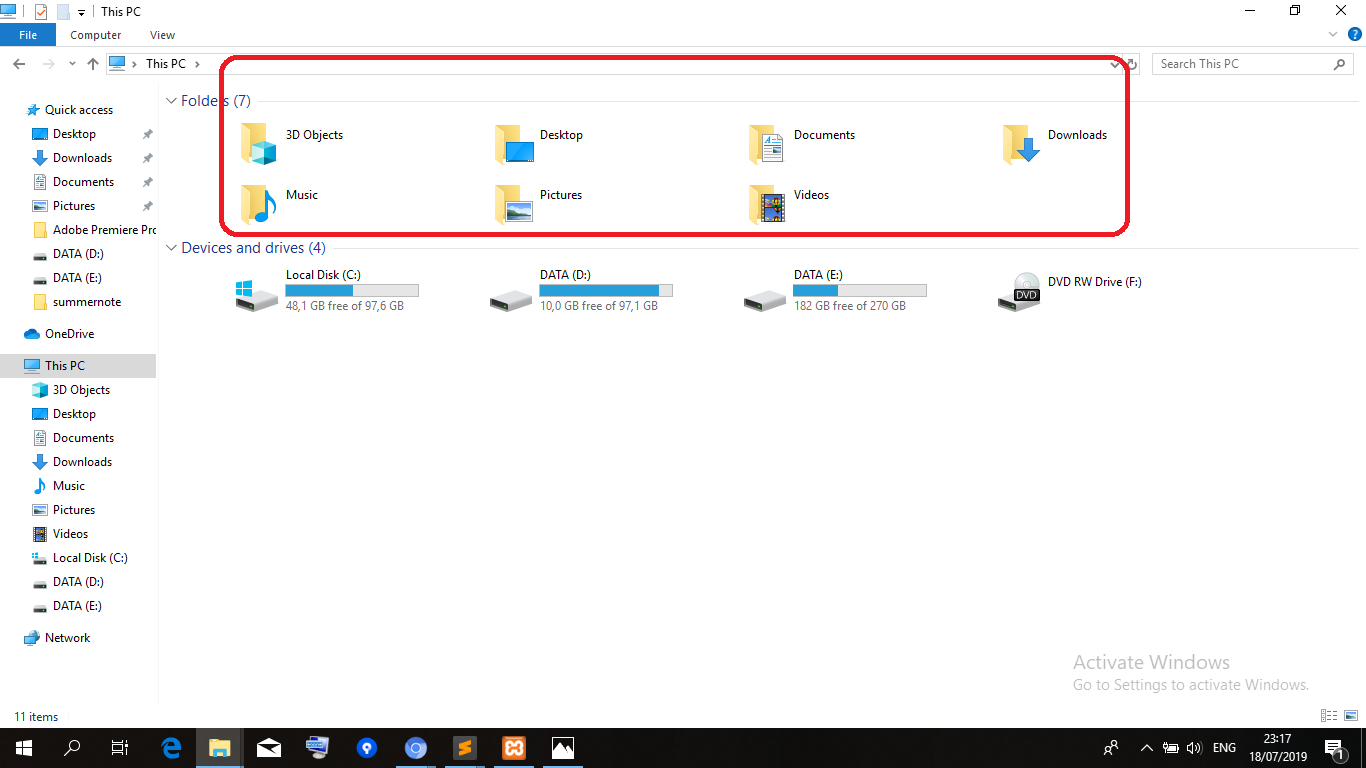 This PC
File Computer View
This PC
Search This PC
Quick access
Desktop
Downloads
Documents
Pictures
Adobe Premiere Pro
DATA (D:)
DATA (E:)
summernote
OneDrive
This PC
3D Objects
Desktop
Documents
Downloads
Music
Pictures
Videos
Local Disk (C:)
DATA (D:)
DATA (E:)
Network
Folders (7)
3D Objects
Desktop
Documents
Downloads
Music
Pictures
Videos
Devices and drives (4)
Local Disk (C:)
48,1 GB free of 97,6 GB
DATA (D:)
10,0 GB free of 97,1 GB
DATA (E:)
182 GB free of 270 GB
DVD RW Drive (F:)
DVD
Activate Windows
Go to Settings to activate Windows.
11 items
ENG
23:17
18/07/2019
1